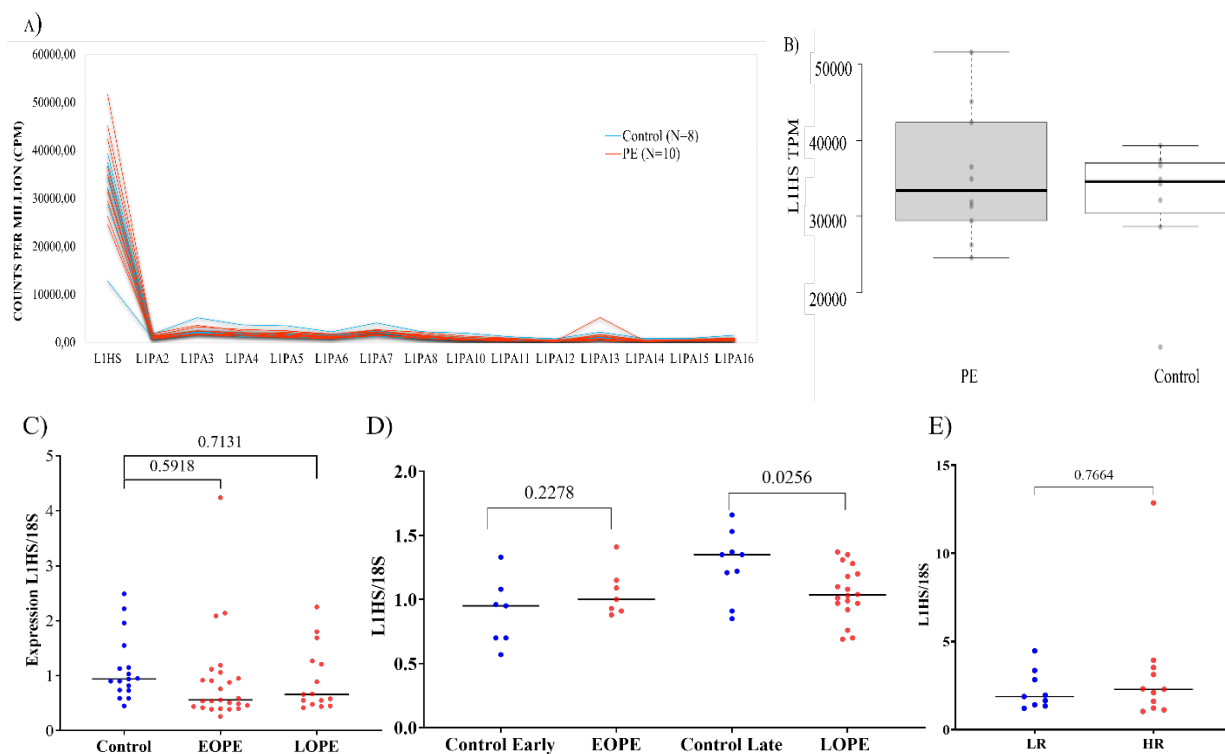 A)
COUNTS PER MILLION (CPM)
60000,00
50000,00
40000,00
30000,00
20000,00
10000,00
0,00
Control (N=8)
PE (N=10)
L1HS L1PA2 L1PA3 L1PA4 L1PA5 L1PA6 L1PA7 L1PA8 L1PA10 L1PA11 L1PA12 L1PA13 L1PA14 L1PA15 L1PA16
B)
L1HS TPM
50000
40000
30000
20000
PE Control
C)
Expression L1HS/18S
0.7131
0.5918
5
4
3
2
1
0
Control EOPE LOPE
D)
L1HS/18S
0.2278 0.0256
2.0
1.5
1.0
0.5
0.0
Control Early EOPE Control Late LOPE
E)
L1HS/18S
0.7664
15
10
5
0
LR HR